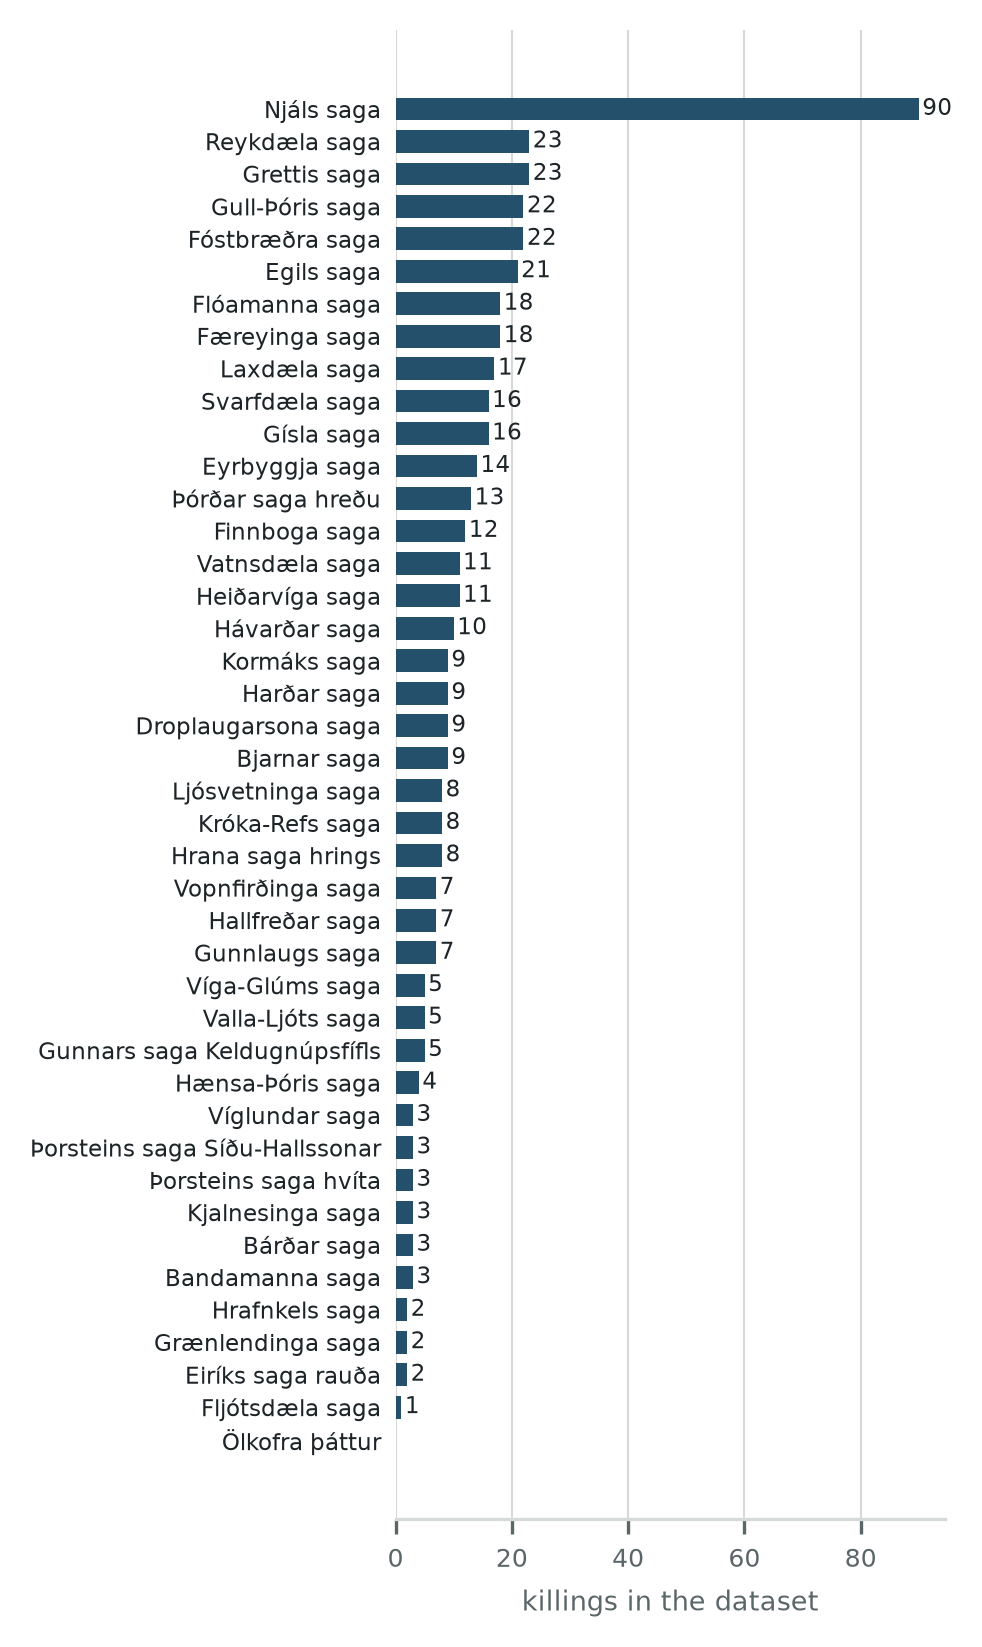 Njáls saga 90
Reykdæla saga 23
Grettis saga 23
Gull-Þóris saga 22
Fóstbræðra saga 22
Egils saga 21
Flóamanna saga 18
Færeyinga saga 18
Laxdæla saga 17
Svarfdæla saga 16
Gísla saga 16
Eyrbyggja saga 14
Þórðar saga hreðu 13
Finnboga saga 12
Vatnsdæla saga 11
Heiðarvíga saga 11
Hávarðar saga 10
Kormáks saga 9
Harðar saga 9
Droplaugarsona saga 9
Bjarnar saga 9
Ljósvetninga saga 8
Króka-Refs saga 8
Hrana saga hrings 8
Vopnfirðinga saga 7
Hallfreðar saga 7
Gunnlaugs saga 7
Víga-Glúms saga 5
Valla-Ljóts saga 5
Gunnars saga Keldugnúpsfífls 5
Hænsa-Þóris saga 4
Víglundar saga 3
Þorsteins saga Síðu-Hallssonar 3
Þorsteins saga hvíta 3
Kjalnesinga saga 3
Bárðar saga 3
Bandamanna saga 3
Hrafnkels saga 2
Grænlendinga saga 2
Eiríks saga rauða 2
Fljótsdæla saga 1
Ölkofra þáttur
0 20 40 60 80
killings in the dataset